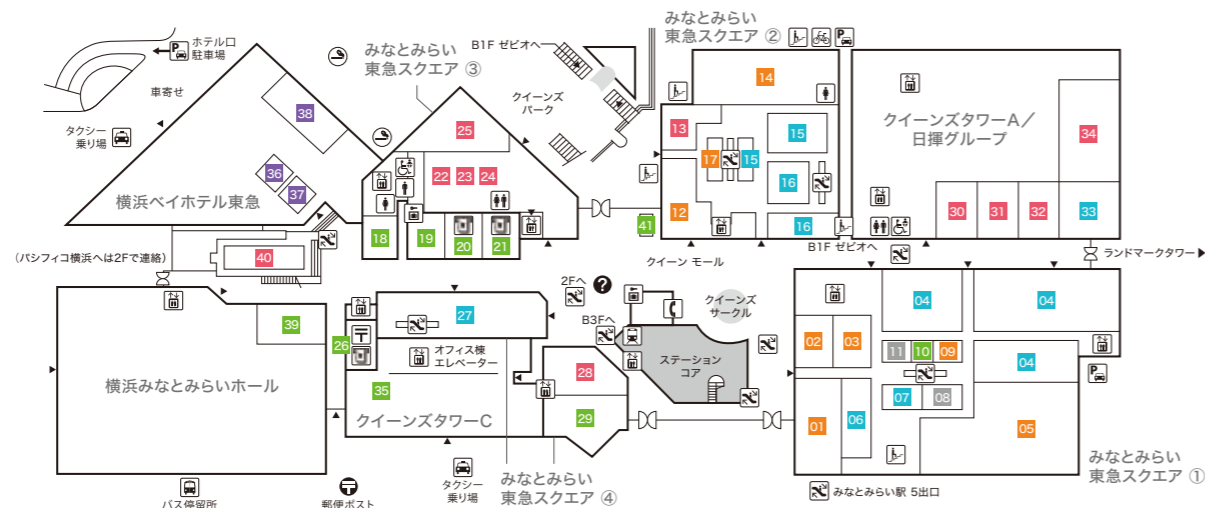 ホテル口
駐車場
車寄せ
タクシー
乗り場
38
36
37
横浜ベイホテル東急
みなとみらい
東急スクエア ③
25
22 23 24
18
19
20
21
B1F ゼビオへ
クイーンズ
パーク
みなとみらい
東急スクエア ②
14
13
15
17
15
16
12
16
41
B1F ゼビオへ
クイーンズタワーA／
日揮グループ
34
30
31
32
33
ランドマークタワー
クイーン モール
（パシフィコ横浜へは2Fで連絡）
40
39
横浜みなとみらいホール
バス停留所
郵便ポスト
26
27
オフィス棟
エレベーター
35
クイーンズタワーC
タクシー
乗り場
28
29
みなとみらい
東急スクエア ④
2Fへ
?
B3Fへ
クイーンズ
サークル
ステーション
コア
04
04
02
03
11
10
09
04
07
08
01
06
05
みなとみらい
東急スクエア ①
みなとみらい駅 5出口